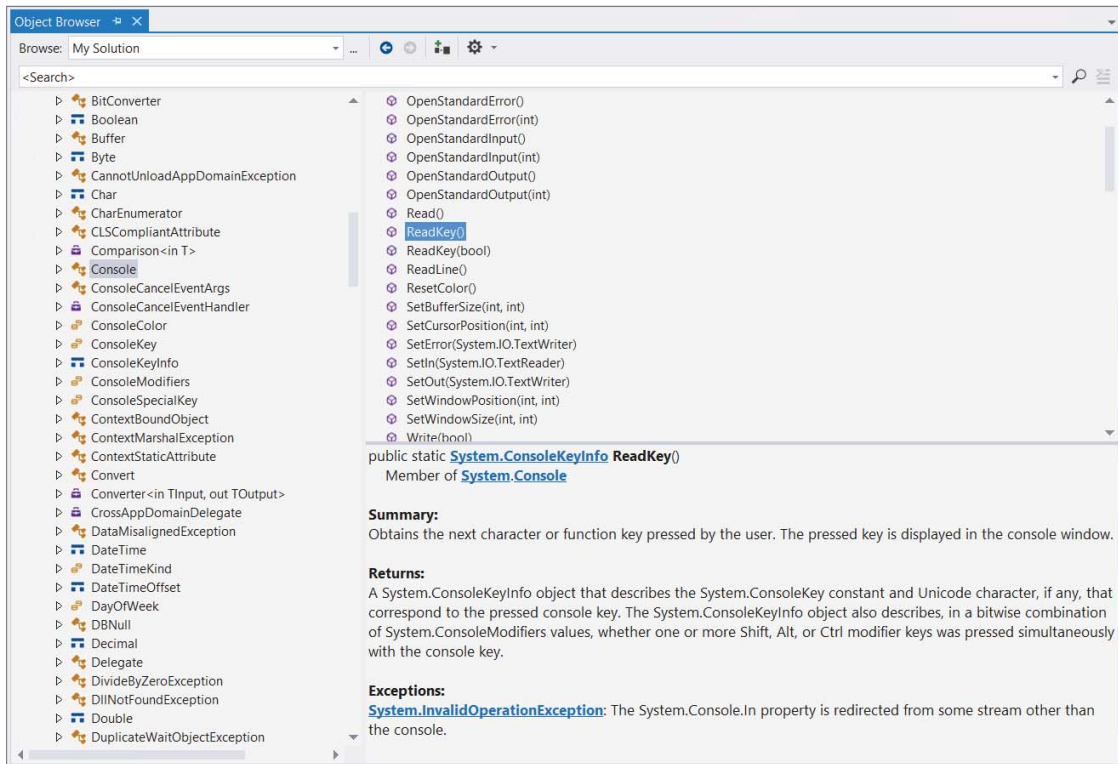 Object Browser
Browse: My Solution ...
<Search>
BitConverter
Boolean
Buffer
Byte
CannotUnloadAppDomainException
Char
CharEnumerator
CLSCompliantAttribute
Comparison<in T>
Console
ConsoleCancelEventArgs
ConsoleCancelEventHandler
ConsoleColor
ConsoleKey
ConsoleKeyInfo
ConsoleModifiers
ConsoleSpecialKey
ContextBoundObject
ContextMarshalException
ContextStaticAttribute
Convert
Converter<in TInput, out TOutput>
CrossAppDomainDelegate
DataMisalignedException
DateTime
DateTimeKind
DateTimeOffset
DayOfWeek
DBNull
Decimal
Delegate
DivideByZeroException
DllNotFoundException
Double
DuplicateWaitObjectException
OpenStandardError()
OpenStandardError(int)
OpenStandardInput()
OpenStandardInput(int)
OpenStandardOutput()
OpenStandardOutput(int)
Read()
ReadKey()
ReadKey(bool)
ReadLine()
ResetColor()
SetBufferSize(int, int)
SetCursorPosition(int, int)
SetError(System.IO.TextWriter)
SetIn(System.IO.TextReader)
SetOut(System.IO.TextWriter)
SetWindowPosition(int, int)
SetWindowSize(int, int)
Write(bool)
public static System.ConsoleKeyInfo ReadKey()
Member of System.Console
Summary:
Obtains the next character or function key pressed by the user. The pressed key is displayed in the console window.
Returns:
A System.ConsoleKeyInfo object that describes the System.ConsoleKey constant and Unicode character, if any, that
correspond to the pressed console key. The System.ConsoleKeyInfo object also describes, in a bitwise combination
of System.ConsoleModifiers values, whether one or more Shift, Alt, or Ctrl modifier keys was pressed simultaneously
with the console key.
Exceptions:
System.InvalidOperationException: The System.Console.In property is redirected from some stream other than
the console.